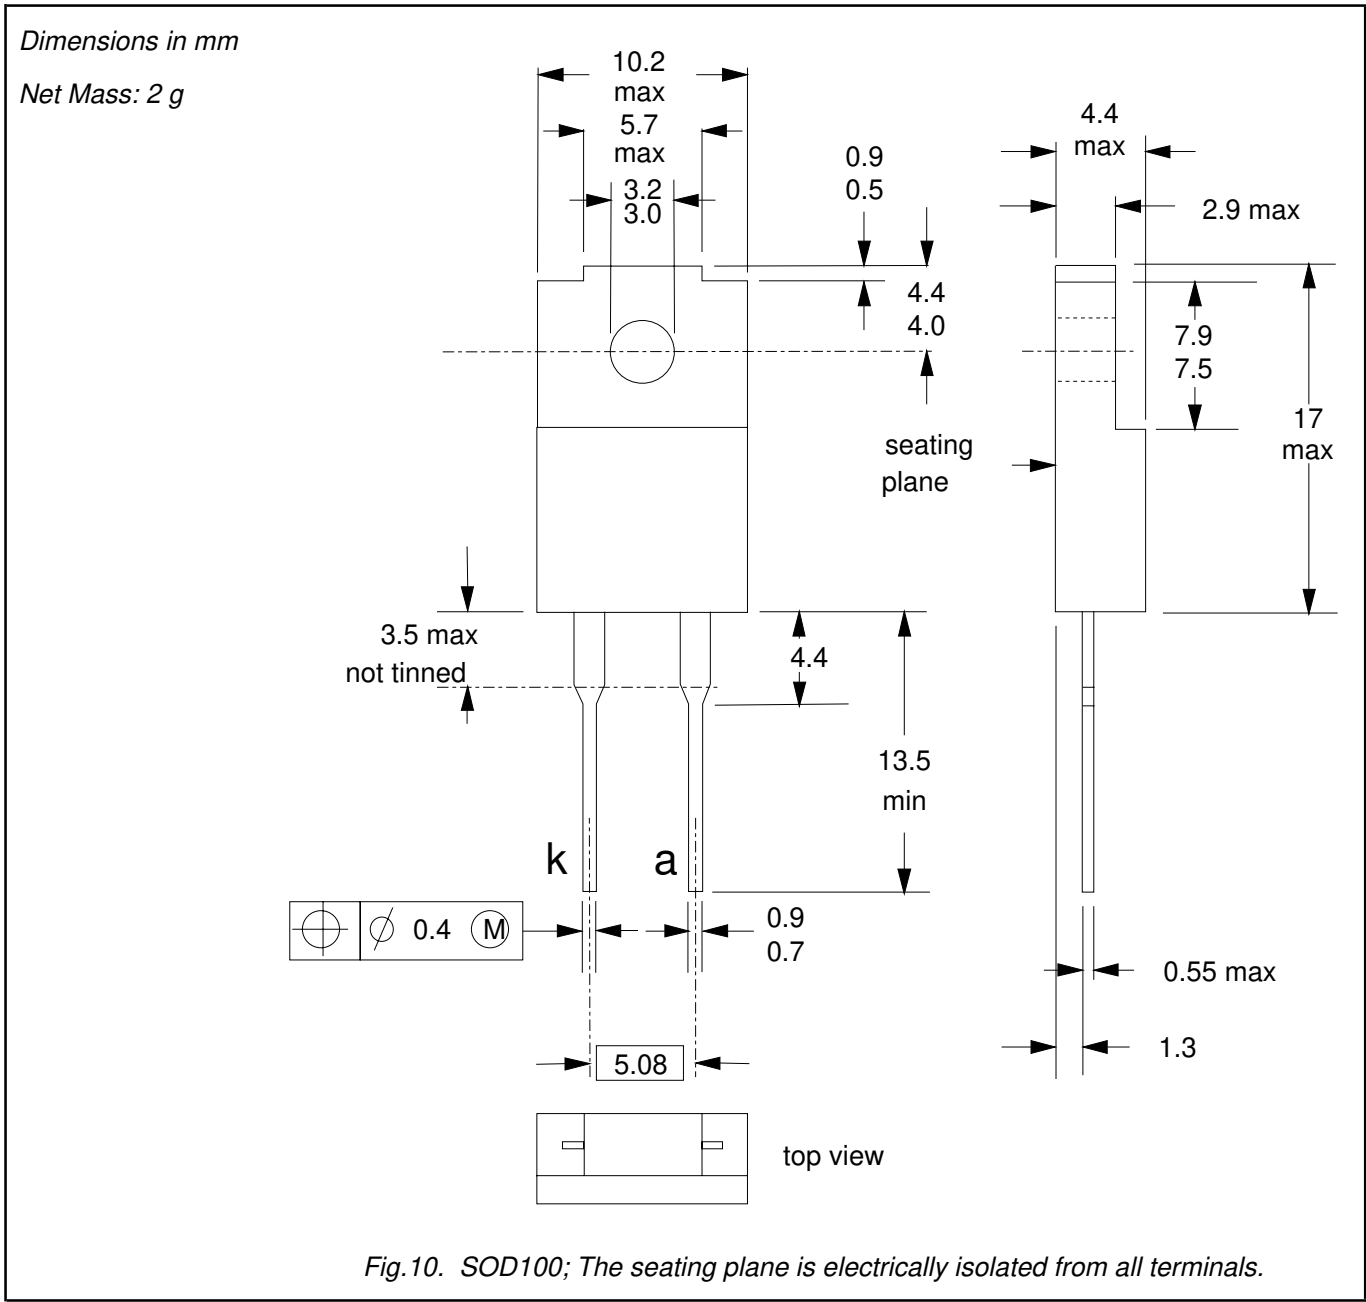 Dimensions in mm
Net Mass: 2 g
10.2
max
5.7
max
3.2
3.0
0.9
0.5
4.4
4.0
4.4
max
2.9 max
7.9
7.5
17
max
seating
plane
3.5 max
not tinned
4.4
13.5
min
k
a
0.4 M
0.9
0.7
0.55 max
5.08
1.3
top view
Fig.10. SOD100; The seating plane is electrically isolated from all terminals.